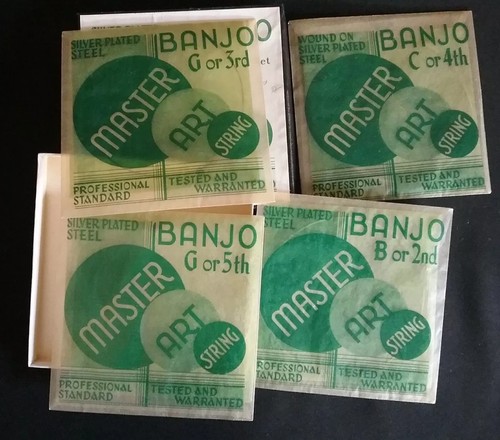 SILVER PLATED
STEEL
BANJO
G or 3rd
MASTER
ART
STRING
PROFESSIONAL
STANDARD
TESTED AND
WARRANTED
WOUND ON
SILVER PLATED
STEEL
BANJO
C or 4th
MASTER
ART
STRING
PROFESSIONAL
STANDARD
TESTED AND
WARRANTED
SILVER PLATED
STEEL
BANJO
G or 5th
MASTER
ART
STRING
PROFESSIONAL
STANDARD
TESTED AND
WARRANTED
SILVER PLATED
STEEL
BANJO
B or 2nd
MASTER
ART
STRING
PROFESSIONAL
STANDARD
TESTED AND
WARRANTED